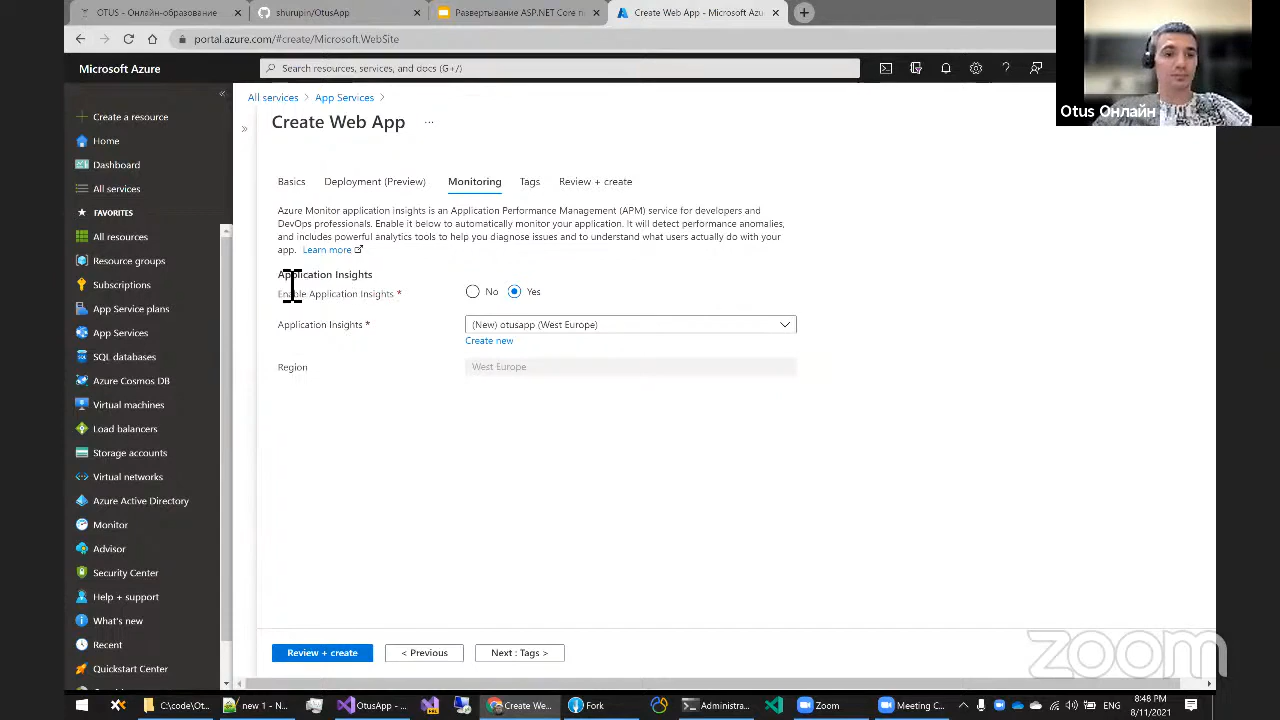 OTUS - Онлайн-образование
shurupin/OtusApp
Развертывание ASP.NET Core п
Create Web App - Microsoft Az
portal.azure.com/#create/Microsoft.WebSite
Microsoft Azure
Search resources, services, and docs (G+/)
Otus Онлайн
All services > App Services >
Create Web App ...
Create a resource
Home
Dashboard
All services
FAVORITES
All resources
Resource groups
Subscriptions
App Service plans
App Services
SQL databases
Azure Cosmos DB
Virtual machines
Load balancers
Storage accounts
Virtual networks
Azure Active Directory
Monitor
Advisor
Security Center
Help + support
What's new
Recent
Quickstart Center
Basics Deployment (Preview) Monitoring Tags Review + create
Azure Monitor application insights is an Application Performance Management (APM) service for developers and
DevOps professionals. Enable it below to automatically monitor your application. It will detect performance anomalies,
and includes powerful analytics tools to help you diagnose issues and to understand what users actually do with your
app. Learn more
Application Insights
Enable Application Insights * No Yes
Application Insights * (New) otusapp (West Europe)
Create new
Region West Europe
Review + create < Previous Next : Tags >
zoom
C:\code\Ot... new 1 - N... OtusApp - ... Create We... Fork Administra... Zoom Meeting C... ENG 8:48 PM
8/11/2021